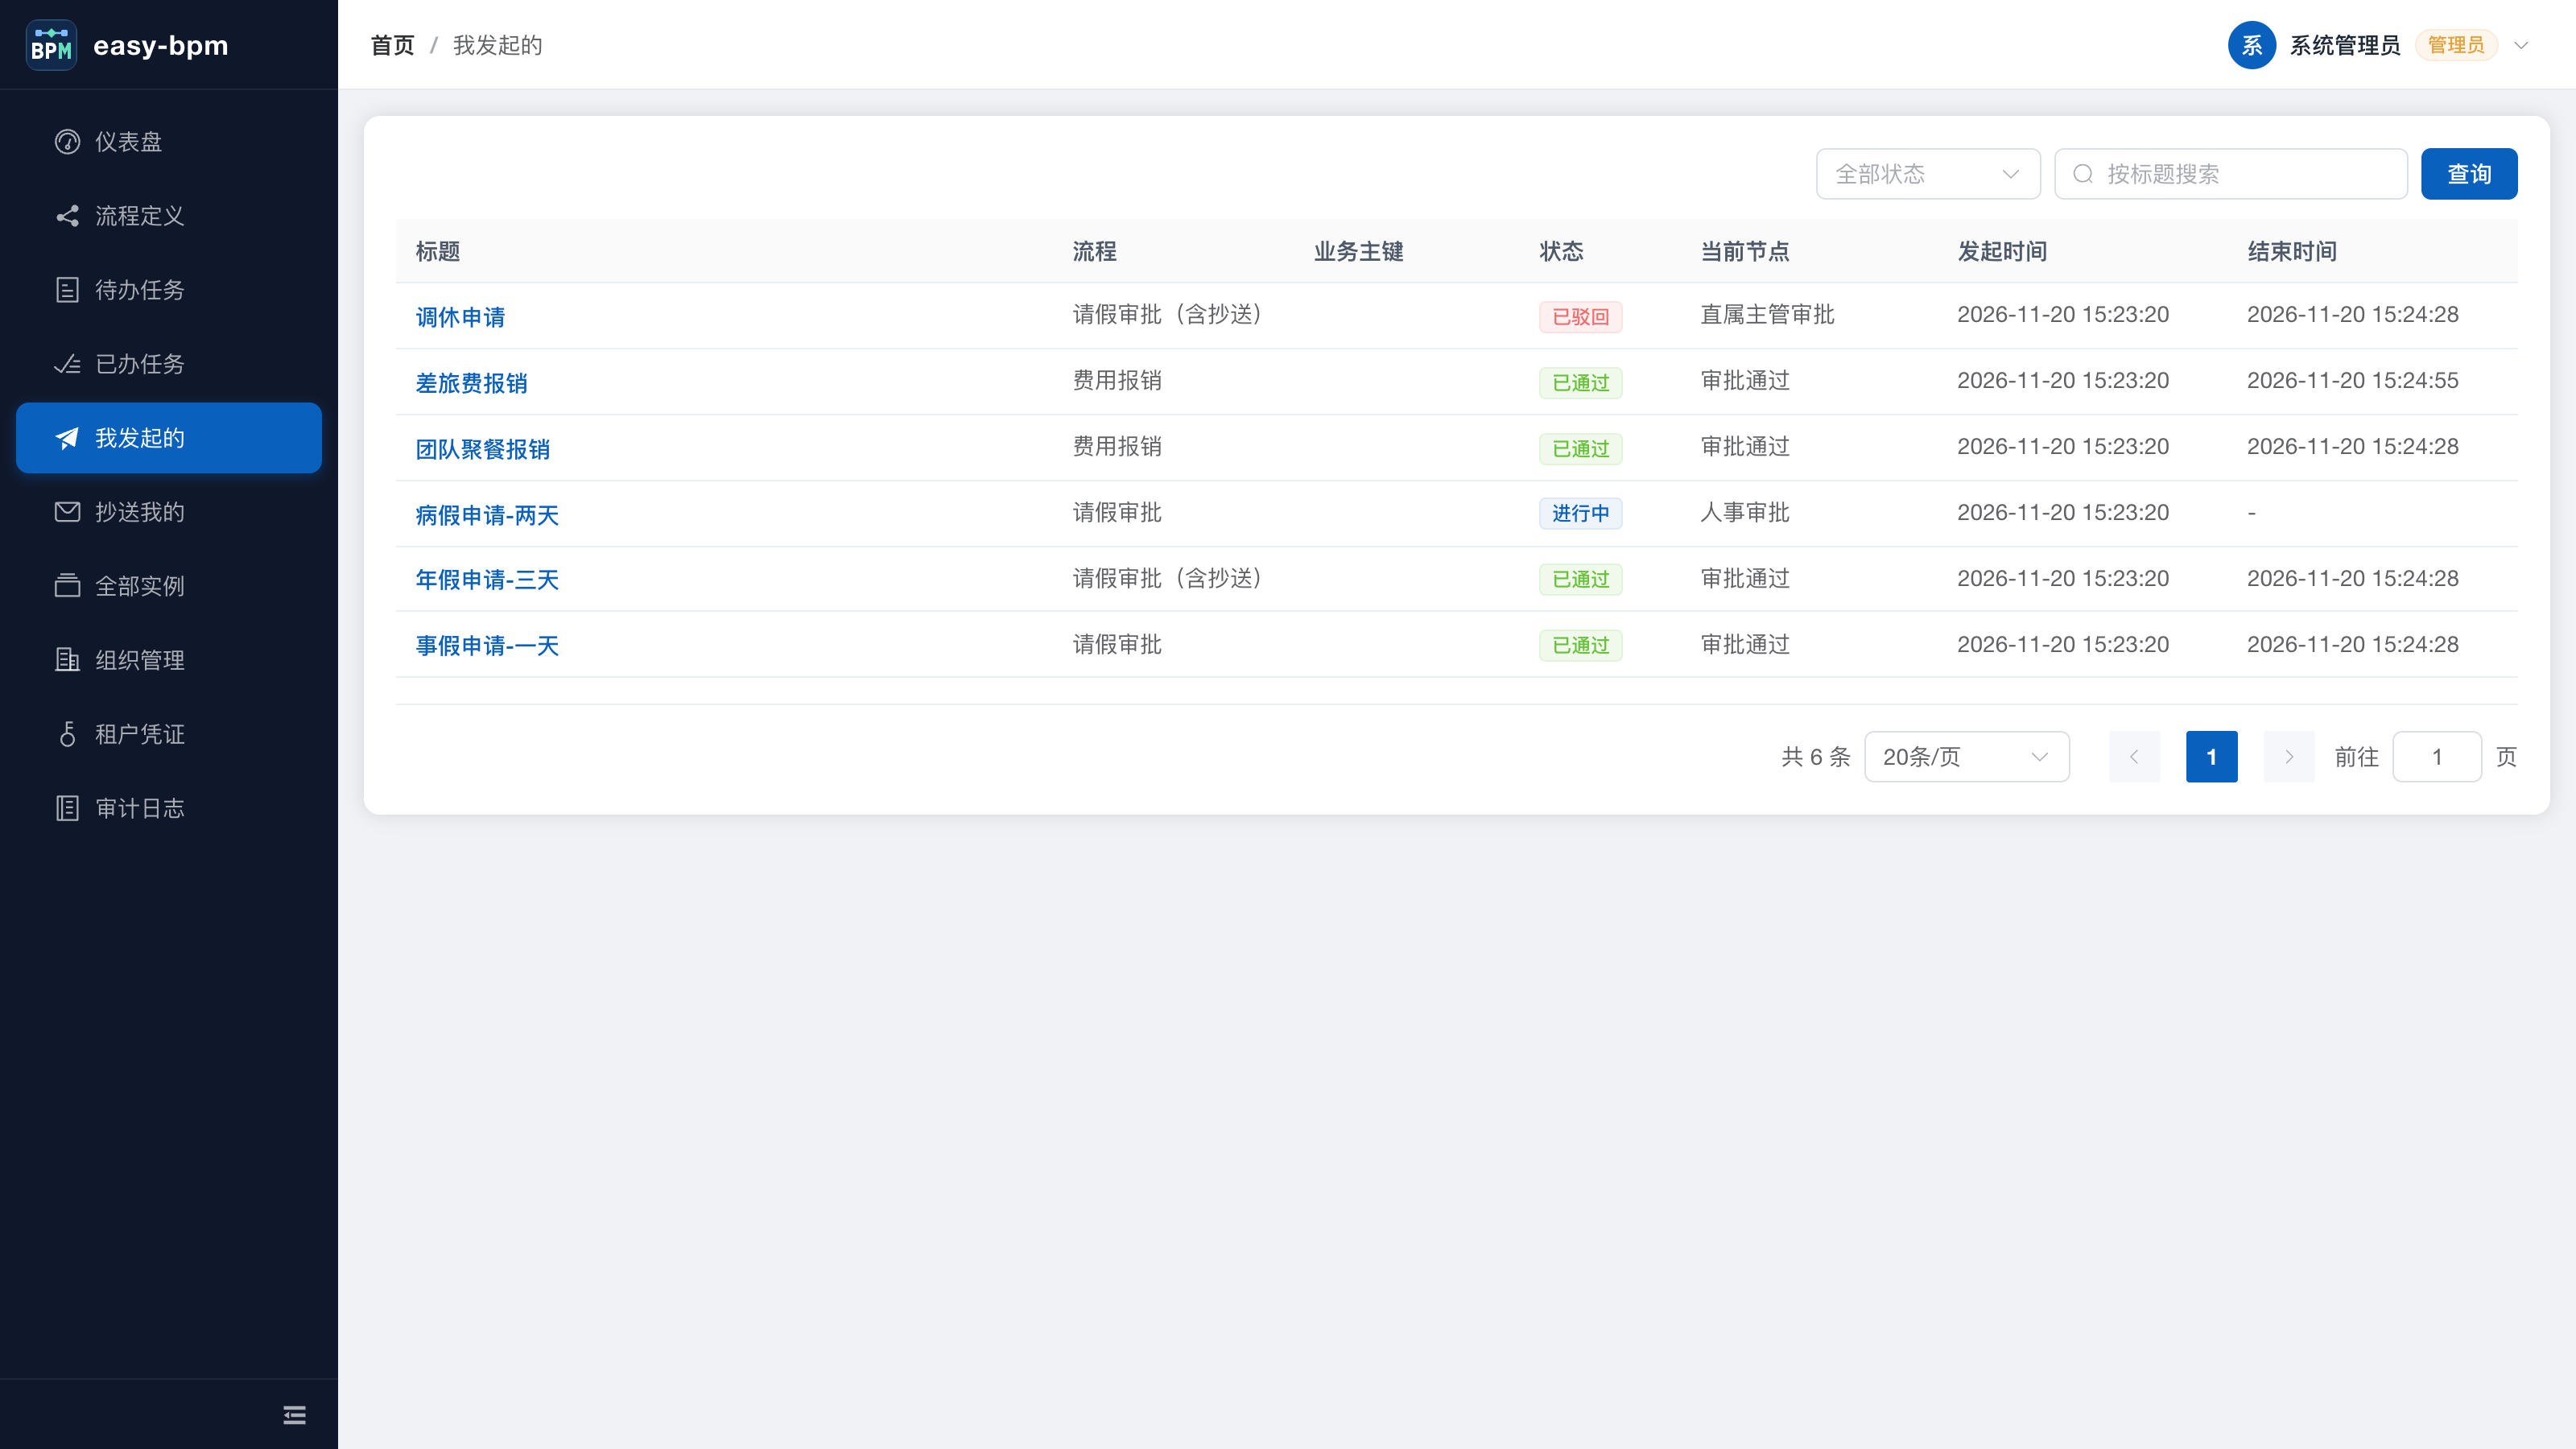 BPM easy-bpm
首页 / 我发起的
系 系统管理员 管理员
仪表盘
流程定义
待办任务
已办任务
我发起的
抄送我的
全部实例
组织管理
租户凭证
审计日志
全部状态 按标题搜索 查询
标题 流程 业务主键 状态 当前节点 发起时间 结束时间
调休申请 请假审批（含抄送） 已驳回 直属主管审批 2026-11-20 15:23:20 2026-11-20 15:24:28
差旅费报销 费用报销 已通过 审批通过 2026-11-20 15:23:20 2026-11-20 15:24:55
团队聚餐报销 费用报销 已通过 审批通过 2026-11-20 15:23:20 2026-11-20 15:24:28
病假申请-两天 请假审批 进行中 人事审批 2026-11-20 15:23:20 -
年假申请-三天 请假审批（含抄送） 已通过 审批通过 2026-11-20 15:23:20 2026-11-20 15:24:28
事假申请-一天 请假审批 已通过 审批通过 2026-11-20 15:23:20 2026-11-20 15:24:28
共 6 条 20条/页 1 前往 1 页